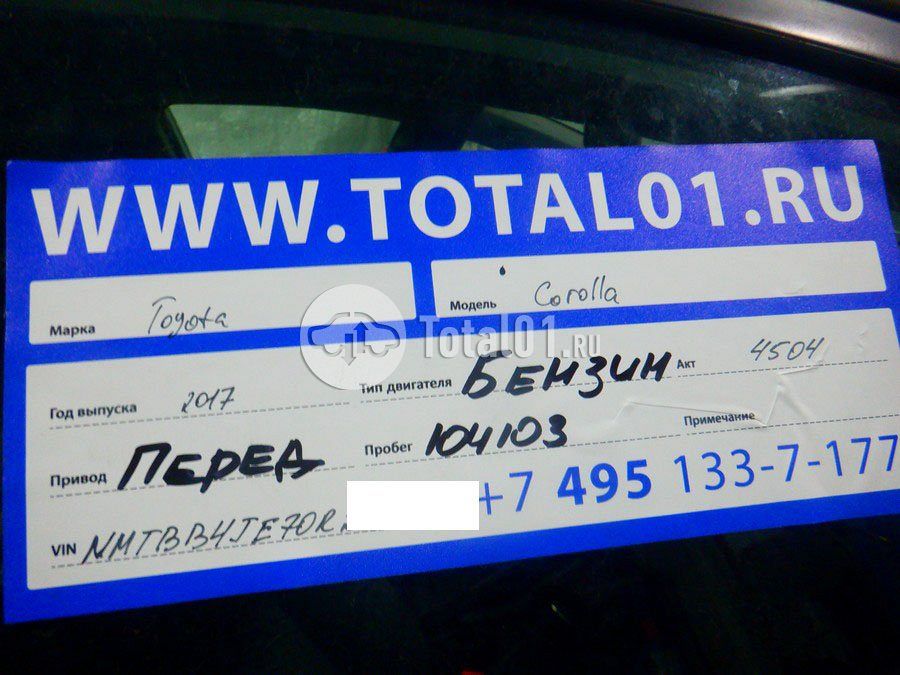 WWW.TOTAL01.RU
Марка Toyota Модель Corolla
Total01.RU
Год выпуска 2017 Тип двигателя БЕНЗИН Акт 4504
Привод ПЕРЕД Пробег 104103 Примечание
+7 495 133-7-177
VIN NMTBB4JE70R